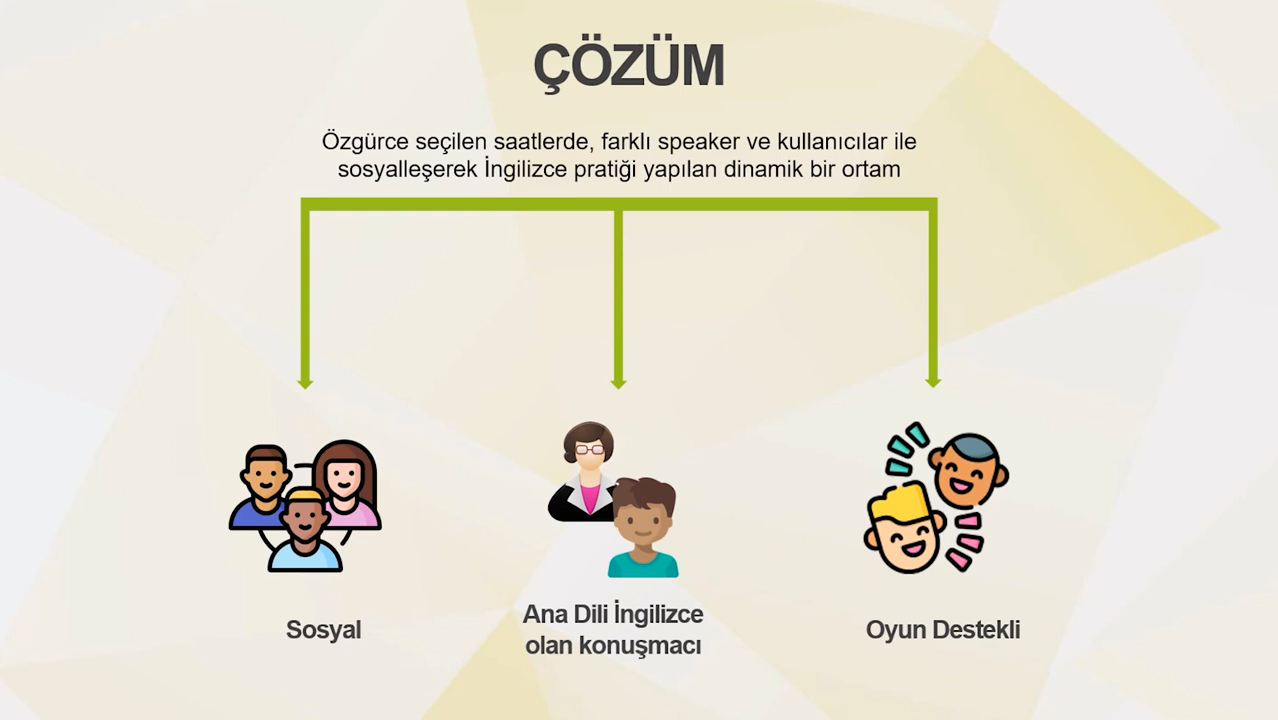 ÇÖZÜM
Özgürce seçilen saatlerde, farklı speaker ve kullanıcılar ile
sosyalleşerek İngilizce pratiği yapılan dinamik bir ortam
Sosyal
Ana Dili İngilizce
olan konuşmacı
Oyun Destekli